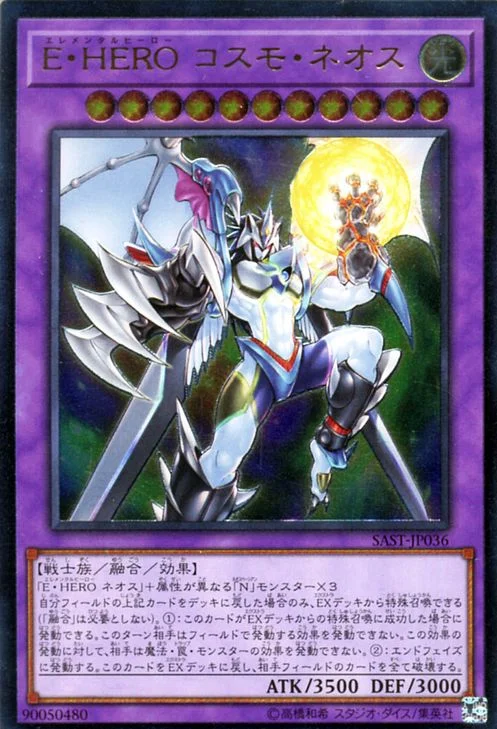 エレメンタルヒーロー
E・HERO コスモ・ネオス
光
SAST-JP036
【戦士族/融合/効果】
「E・HERO ネオス」+属性が異なる「N」モンスター×3
自分フィールドの上記カードをデッキに戻した場合のみ、EXデッキから特殊召喚できる
(「融合」は必要としない)。①:このカードがEXデッキからの特殊召喚に成功した場合に
発動できる。このターン相手はフィールドで発動する効果を発動できない。この効果の
発動に対して、相手は魔法・罠・モンスターの効果を発動できない。②:エンドフェイズ
に発動する。このカードをEXデッキに戻し、相手フィールドのカードを全て破壊する。
ATK/3500 DEF/3000
90050480
©高橋和希 スタジオ・ダイス/集英社